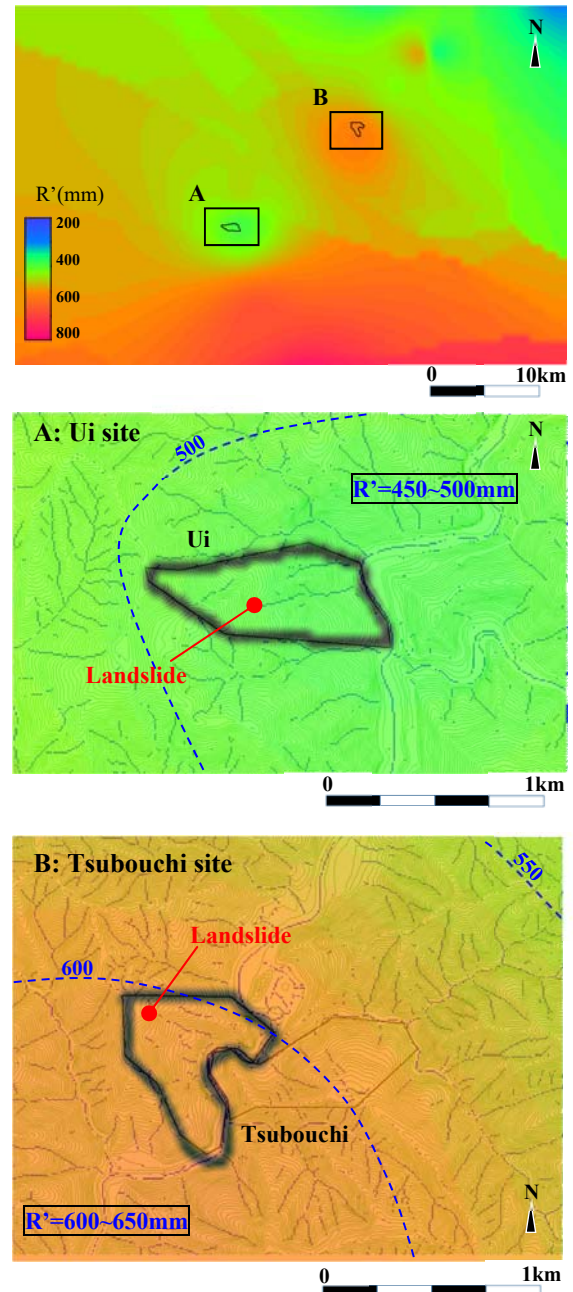 N
B
A
R'(mm)
200
400
600
800
0 10km
A: Ui site
N
500
R'=450~500mm
Ui
Landslide
0 1km
B: Tsubouchi site
550
Landslide
600
Tsubouchi
N
R'=600~650mm
0 1km